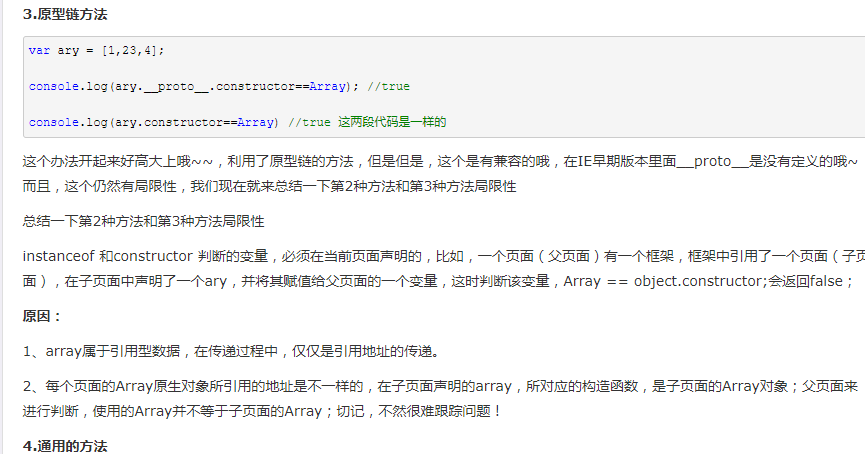 3.原型链方法
var ary = [1,23,4];
console.log(ary.__proto__.constructor==Array); //true
console.log(ary.constructor==Array) //true 这两段代码是一样的
这个办法开起来好高大上哦~~，利用了原型链的方法，但是但是，这个是有兼容的哦，在IE早期版本里面__proto__是没有定义的哦~
而且，这个仍然有局限性，我们现在就来总结一下第2种方法和第3种方法局限性
总结一下第2种方法和第3种方法局限性
instanceof 和constructor 判断的变量，必须在当前页面声明的，比如，一个页面（父页面）有一个框架，框架中引用了一个页面（子页
面），在子页面中声明了一个ary，并将其赋值给父页面的一个变量，这时判断该变量，Array == object.constructor;会返回false；
原因：
1、array属于引用型数据，在传递过程中，仅仅是引用地址的传递。
2、每个页面的Array原生对象所引用的地址是不一样的，在子页面声明的array，所对应的构造函数，是子页面的Array对象；父页面来
进行判断，使用的Array并不等于子页面的Array；切记，不然很难跟踪问题！
4.通用的方法